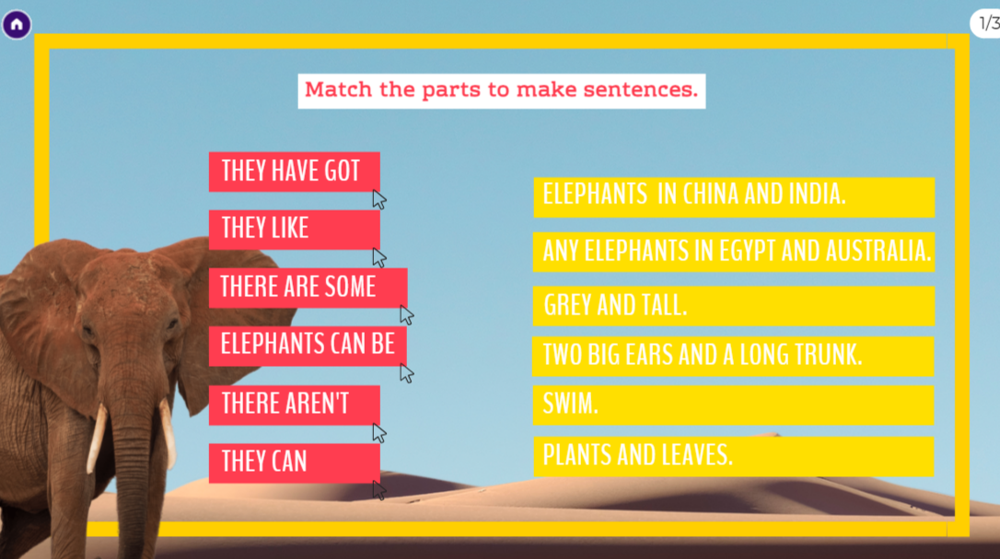 1/3
Match the parts to make sentences.
THEY HAVE GOT
THEY LIKE
THERE ARE SOME
ELEPHANTS CAN BE
THERE AREN'T
THEY CAN
ELEPHANTS IN CHINA AND INDIA.
ANY ELEPHANTS IN EGYPT AND AUSTRALIA.
GREY AND TALL.
TWO BIG EARS AND A LONG TRUNK.
SWIM.
PLANTS AND LEAVES.